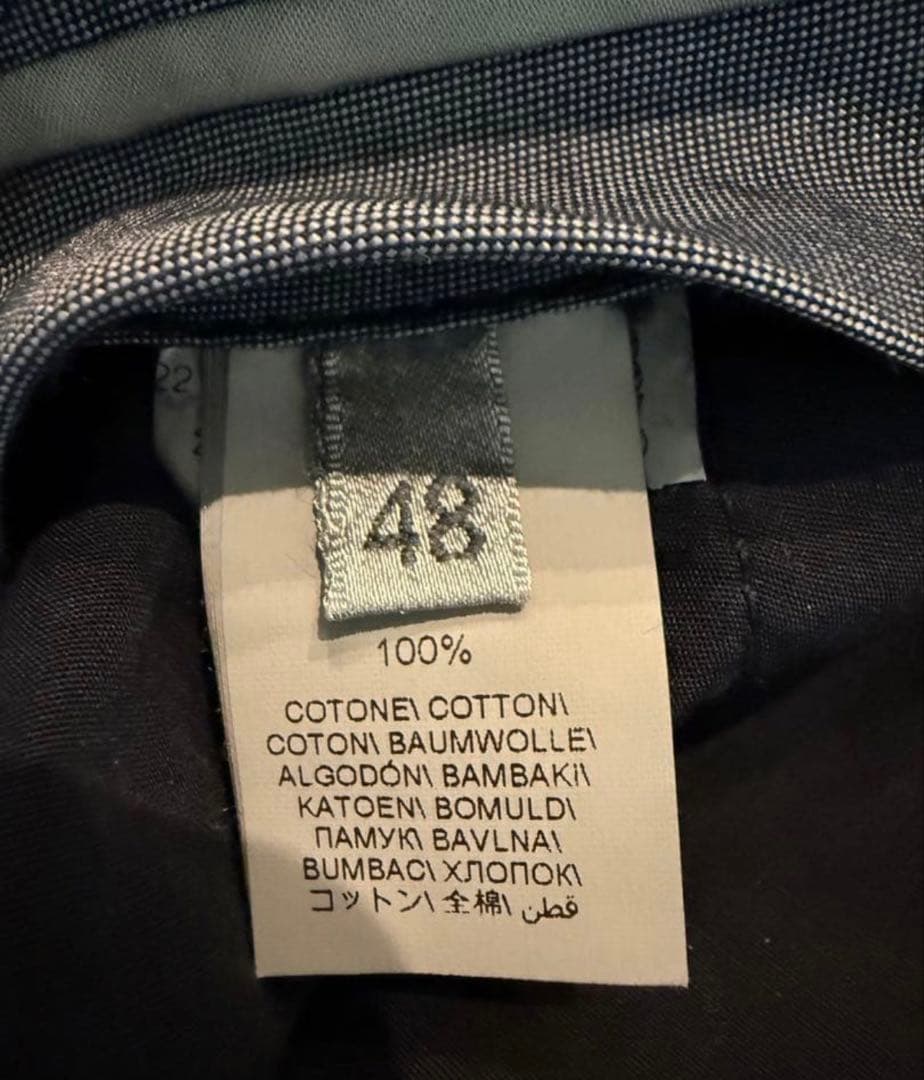 22
48
100%
COTONE\ COTTON\
COTON\ BAUMWOLLE\
ALGODÓN\ BAMBAKI\
KATOEN\ BOMULD\
ПАМУК\ BAVLNA\
BUMBAC\ ХЛОПОК\
コットン\ 全棉\ قطن